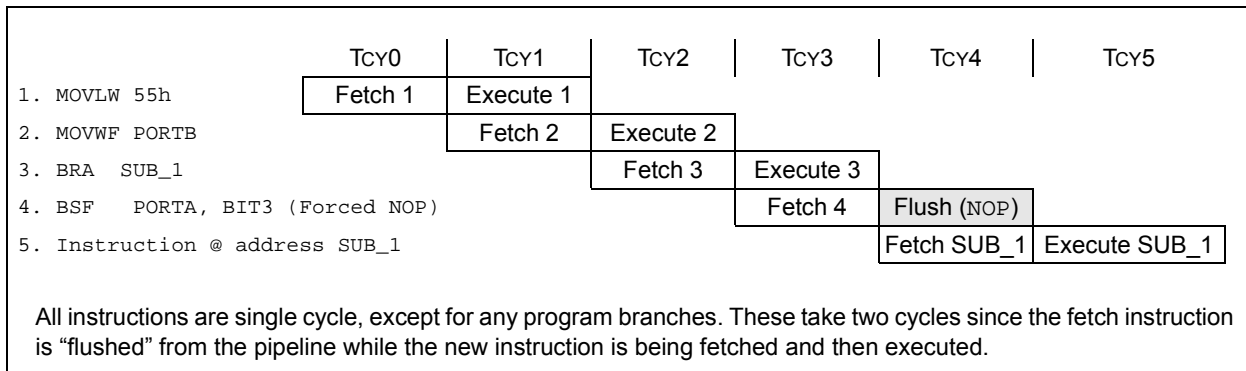 TCY0 TCY1 TCY2 TCY3 TCY4 TCY5
1. MOVLW 55h Fetch 1 Execute 1
2. MOVWF PORTB Fetch 2 Execute 2
3. BRA SUB_1 Fetch 3 Execute 3
4. BSF PORTA, BIT3 (Forced NOP) Fetch 4 Flush (NOP)
5. Instruction @ address SUB_1 Fetch SUB_1 Execute SUB_1
All instructions are single cycle, except for any program branches. These take two cycles since the fetch instruction
is “flushed” from the pipeline while the new instruction is being fetched and then executed.